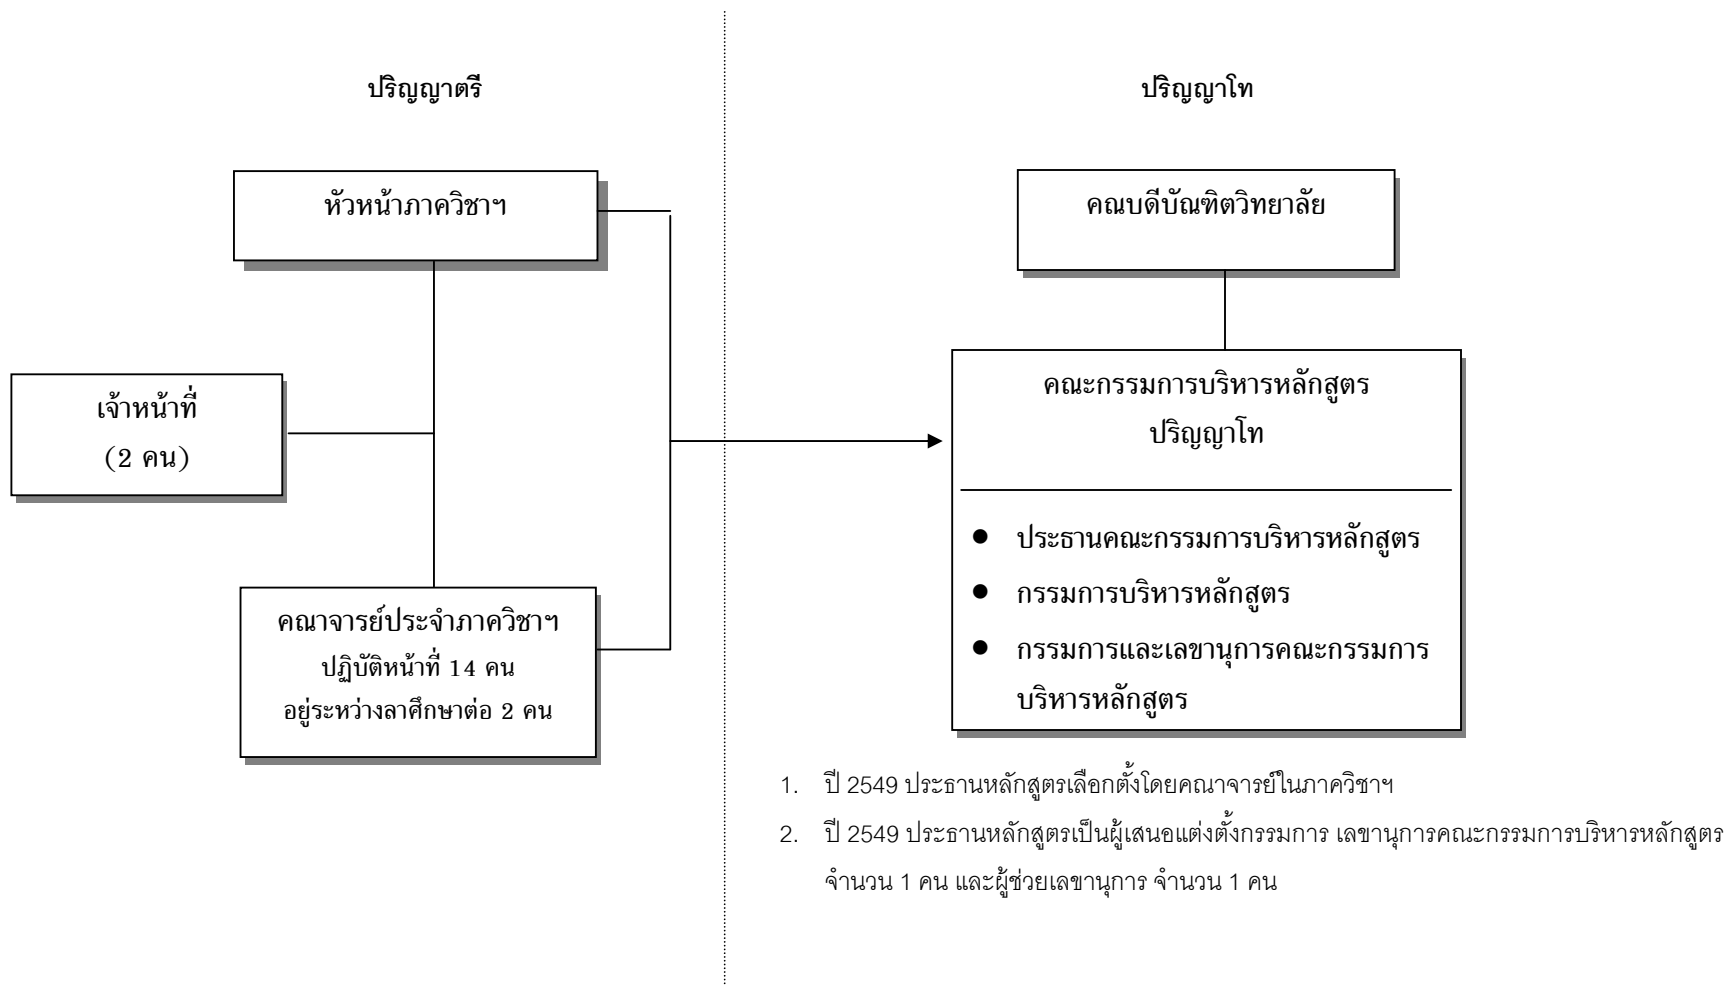 ปริญญาตรี
หัวหน้าภาควิชาฯ
เจ้าหน้าที่
(2 คน)
คณาจารย์ประจำภาควิชาฯ
ปฏิบัติหน้าที่ 14 คน
อยู่ระหว่างลาศึกษาต่อ 2 คน
ปริญญาโท
คณบดีบัณฑิตวิทยาลัย
คณะกรรมการบริหารหลักสูตร
ปริญญาโท
● ประธานคณะกรรมการบริหารหลักสูตร
● กรรมการบริหารหลักสูตร
● กรรมการและเลขานุการคณะกรรมการ
บริหารหลักสูตร
1. ปี 2549 ประธานหลักสูตรเลือกตั้งโดยคณาจารย์ในภาควิชาฯ
2. ปี 2549 ประธานหลักสูตรเป็นผู้เสนอแต่งตั้งกรรมการ เลขานุการคณะกรรมการบริหารหลักสูตร
จำนวน 1 คน และผู้ช่วยเลขานุการ จำนวน 1 คน